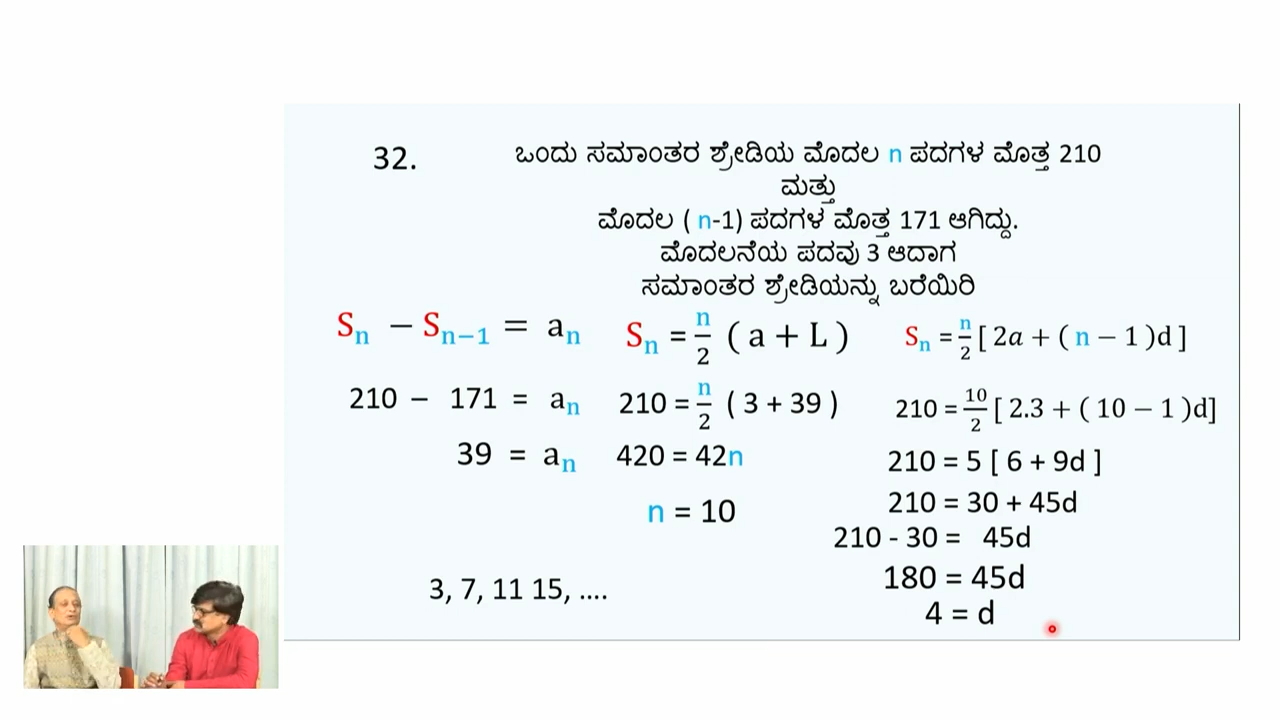 32.
ಒಂದು ಸಮಾಂತರ ಶ್ರೇಡಿಯ ಮೊದಲ n ಪದಗಳ ಮೊತ್ತ 210
ಮತ್ತು
ಮೊದಲ ( n-1) ಪದಗಳ ಮೊತ್ತ 171 ಆಗಿದ್ದು.
ಮೊದಲನೆಯ ಪದವು 3 ಆದಾಗ
ಸಮಾಂತರ ಶ್ರೇಡಿಯನ್ನು ಬರೆಯಿರಿ
Sₙ − Sₙ₋₁ = aₙ
210 − 171 = aₙ
39 = aₙ
Sₙ = n/2 ( a + L )
210 = n/2 ( 3 + 39 )
420 = 42n
n = 10
Sₙ = n/2 [ 2a + ( n − 1 )d ]
210 = 10/2 [ 2.3 + ( 10 − 1 )d]
210 = 5 [ 6 + 9d ]
210 = 30 + 45d
210 - 30 = 45d
180 = 45d
4 = d
3, 7, 11 15, ....